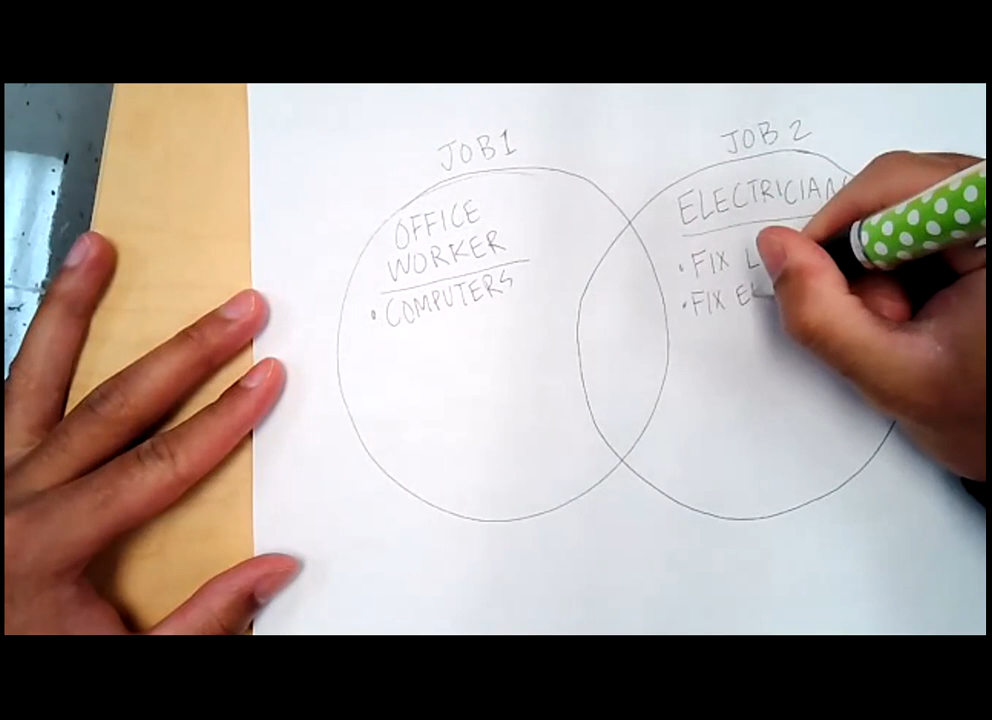 JOB 1
JOB 2
OFFICE
WORKER
• COMPUTERS
ELECTRICIAN
• FIX
• FIX